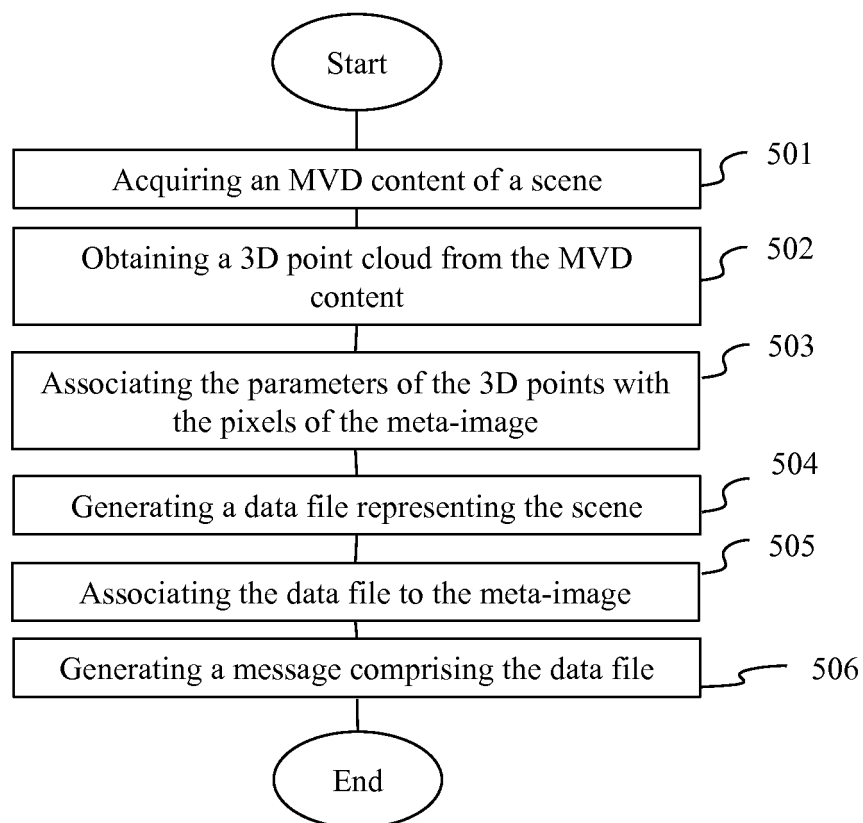 Start
501
Acquiring an MVD content of a scene
502
Obtaining a 3D point cloud from the MVD
content
503
Associating the parameters of the 3D points with
the pixels of the meta-image
504
Generating a data file representing the scene
505
Associating the data file to the meta-image
Generating a message comprising the data file
506
End